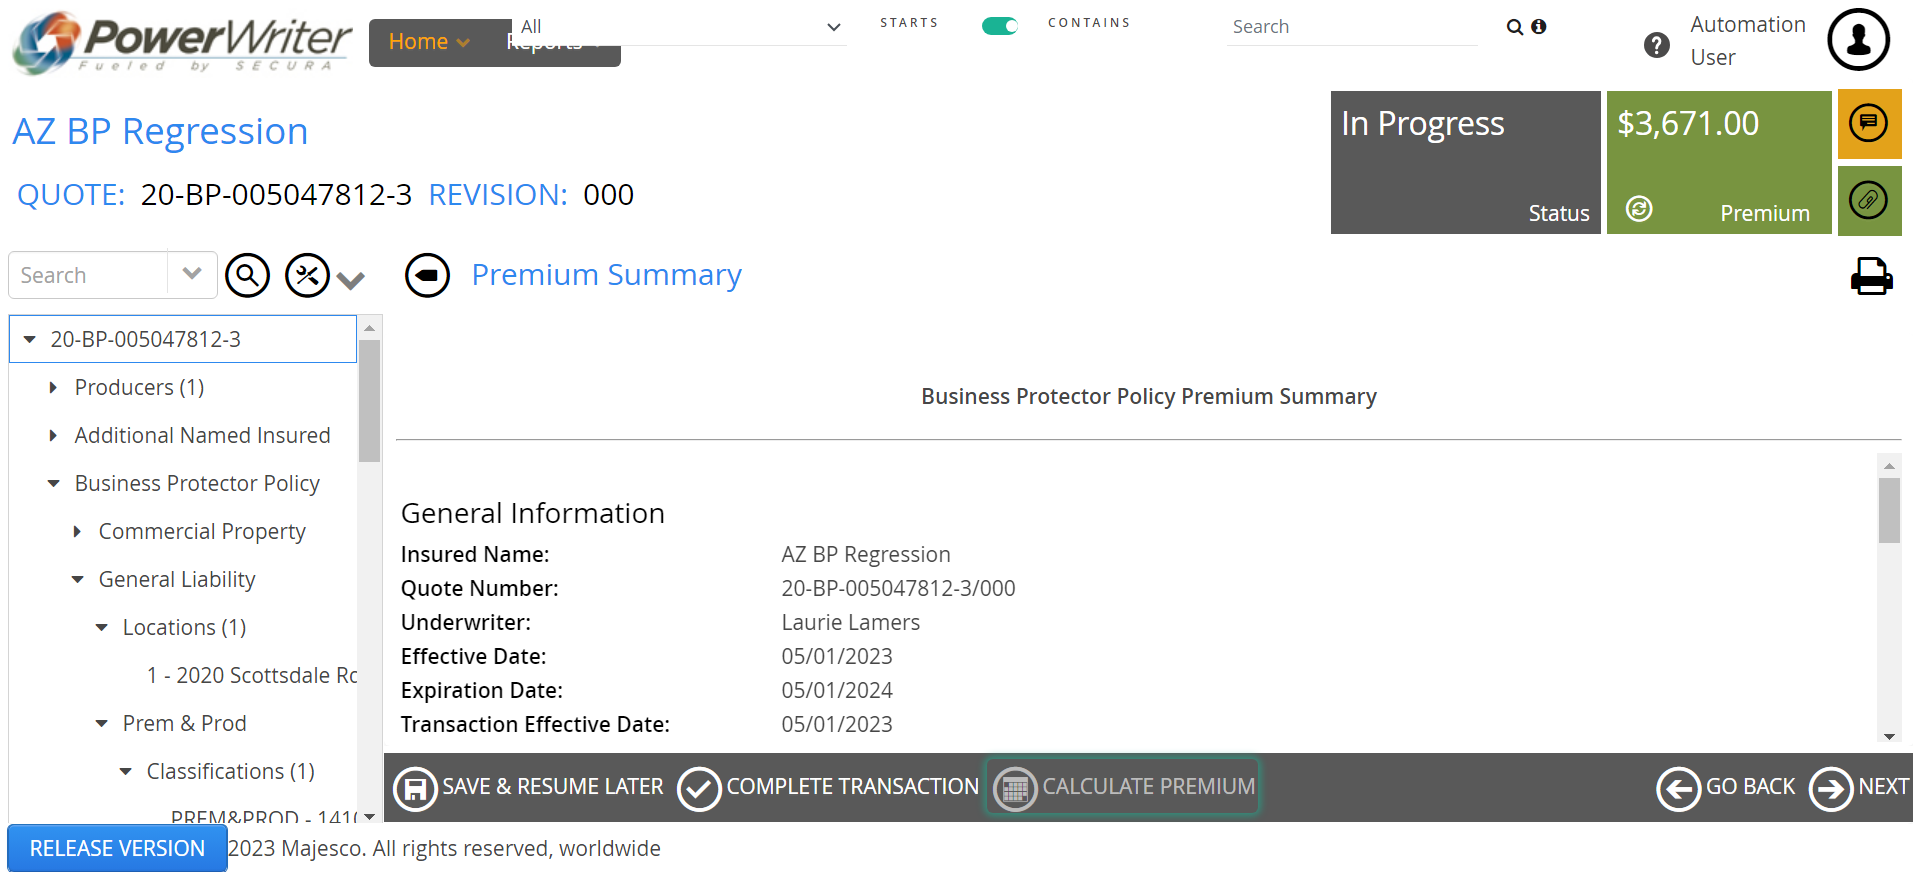 PowerWriter
Fueled by SECURA
Home
Reports
All
STARTS
CONTAINS
Search
Automation
User
AZ BP Regression
QUOTE: 20-BP-005047812-3 REVISION: 000
In Progress
Status
$3,671.00
Premium
Search
Premium Summary
20-BP-005047812-3
Producers (1)
Additional Named Insured
Business Protector Policy
Commercial Property
General Liability
Locations (1)
1 - 2020 Scottsdale
Prem & Prod
Classifications (1)
PREM&PROD -
Business Protector Policy Premium Summary
General Information
Insured Name: AZ BP Regression
Quote Number: 20-BP-005047812-3/000
Underwriter: Laurie Lamers
Effective Date: 05/01/2023
Expiration Date: 05/01/2024
Transaction Effective Date: 05/01/2023
SAVE & RESUME LATER
COMPLETE TRANSACTION
CALCULATE PREMIUM
GO BACK
NEXT
RELEASE VERSION
2023 Majesco. All rights reserved, worldwide